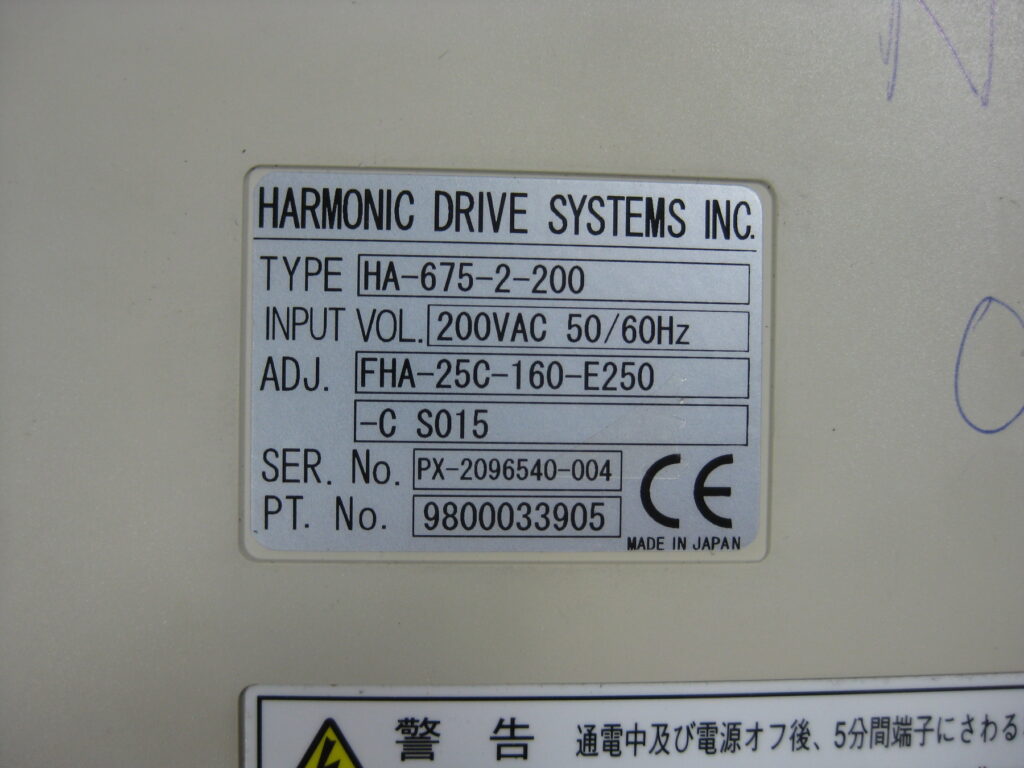 N
HARMONIC DRIVE SYSTEMS INC.
TYPE HA-675-2-200
INPUT VOL. 200VAC 50/60Hz
ADJ. FHA-25C-160-E250
-C S015
SER. No. PX-2096540-004
PT. No. 9800033905
CE
MADE IN JAPAN
警告 通電中及び電源オフ後、5分間端子にさわる